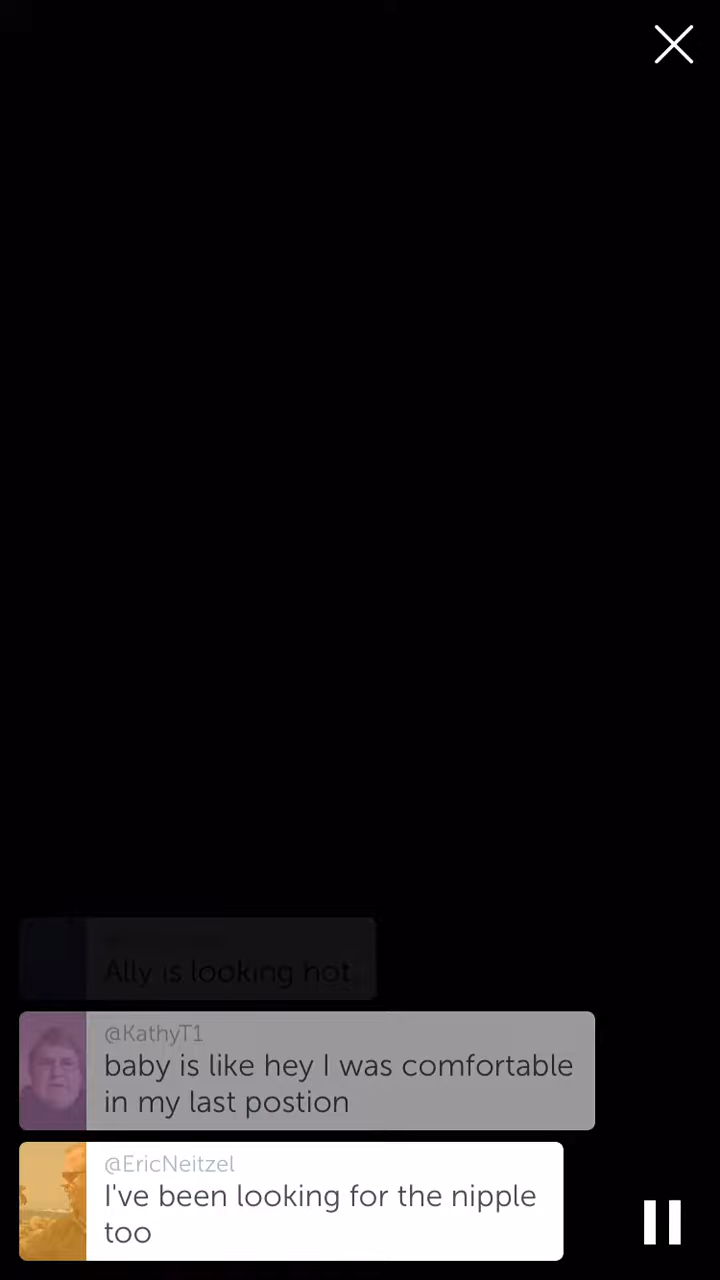 Ally is looking hot
@KathyT1
baby is like hey I was comfortable
in my last postion
@EricNeitzel
I've been looking for the nipple
too